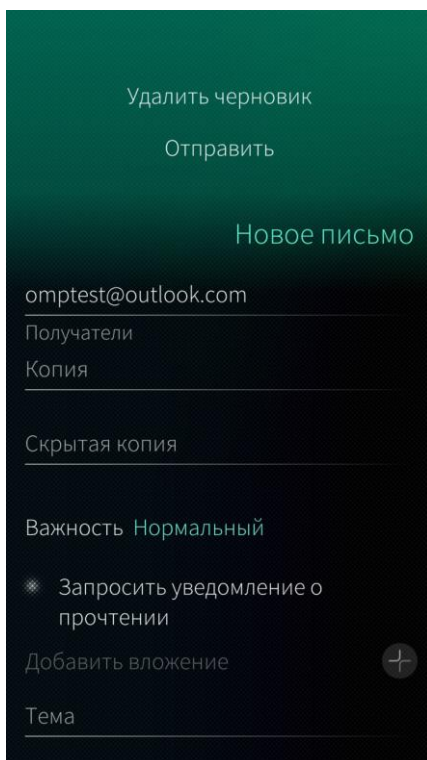 Удалить черновик
Отправить
Новое письмо
omptest@outlook.com
Получатели
Копия
Скрытая копия
Важность Нормальный
Запросить уведомление о
прочтении
Добавить вложение
Тема